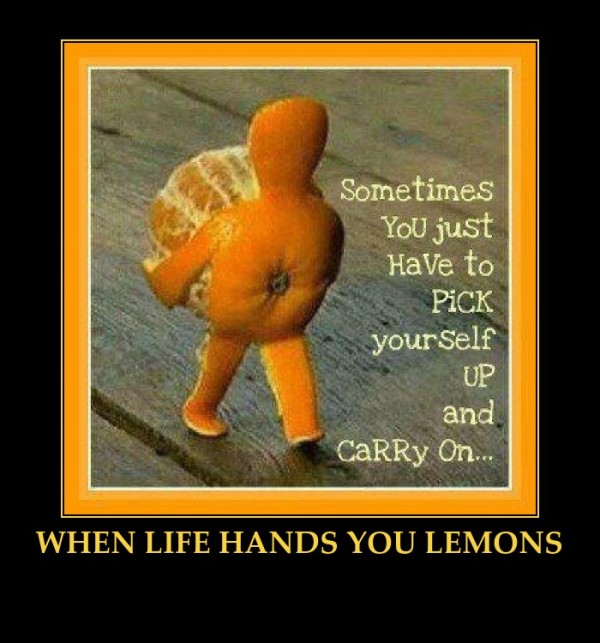 Sometimes
YoU just
HaVe to
PiCK
yourSelf
UP
and
CaRRy On...
WHEN LIFE HANDS YOU LEMONS